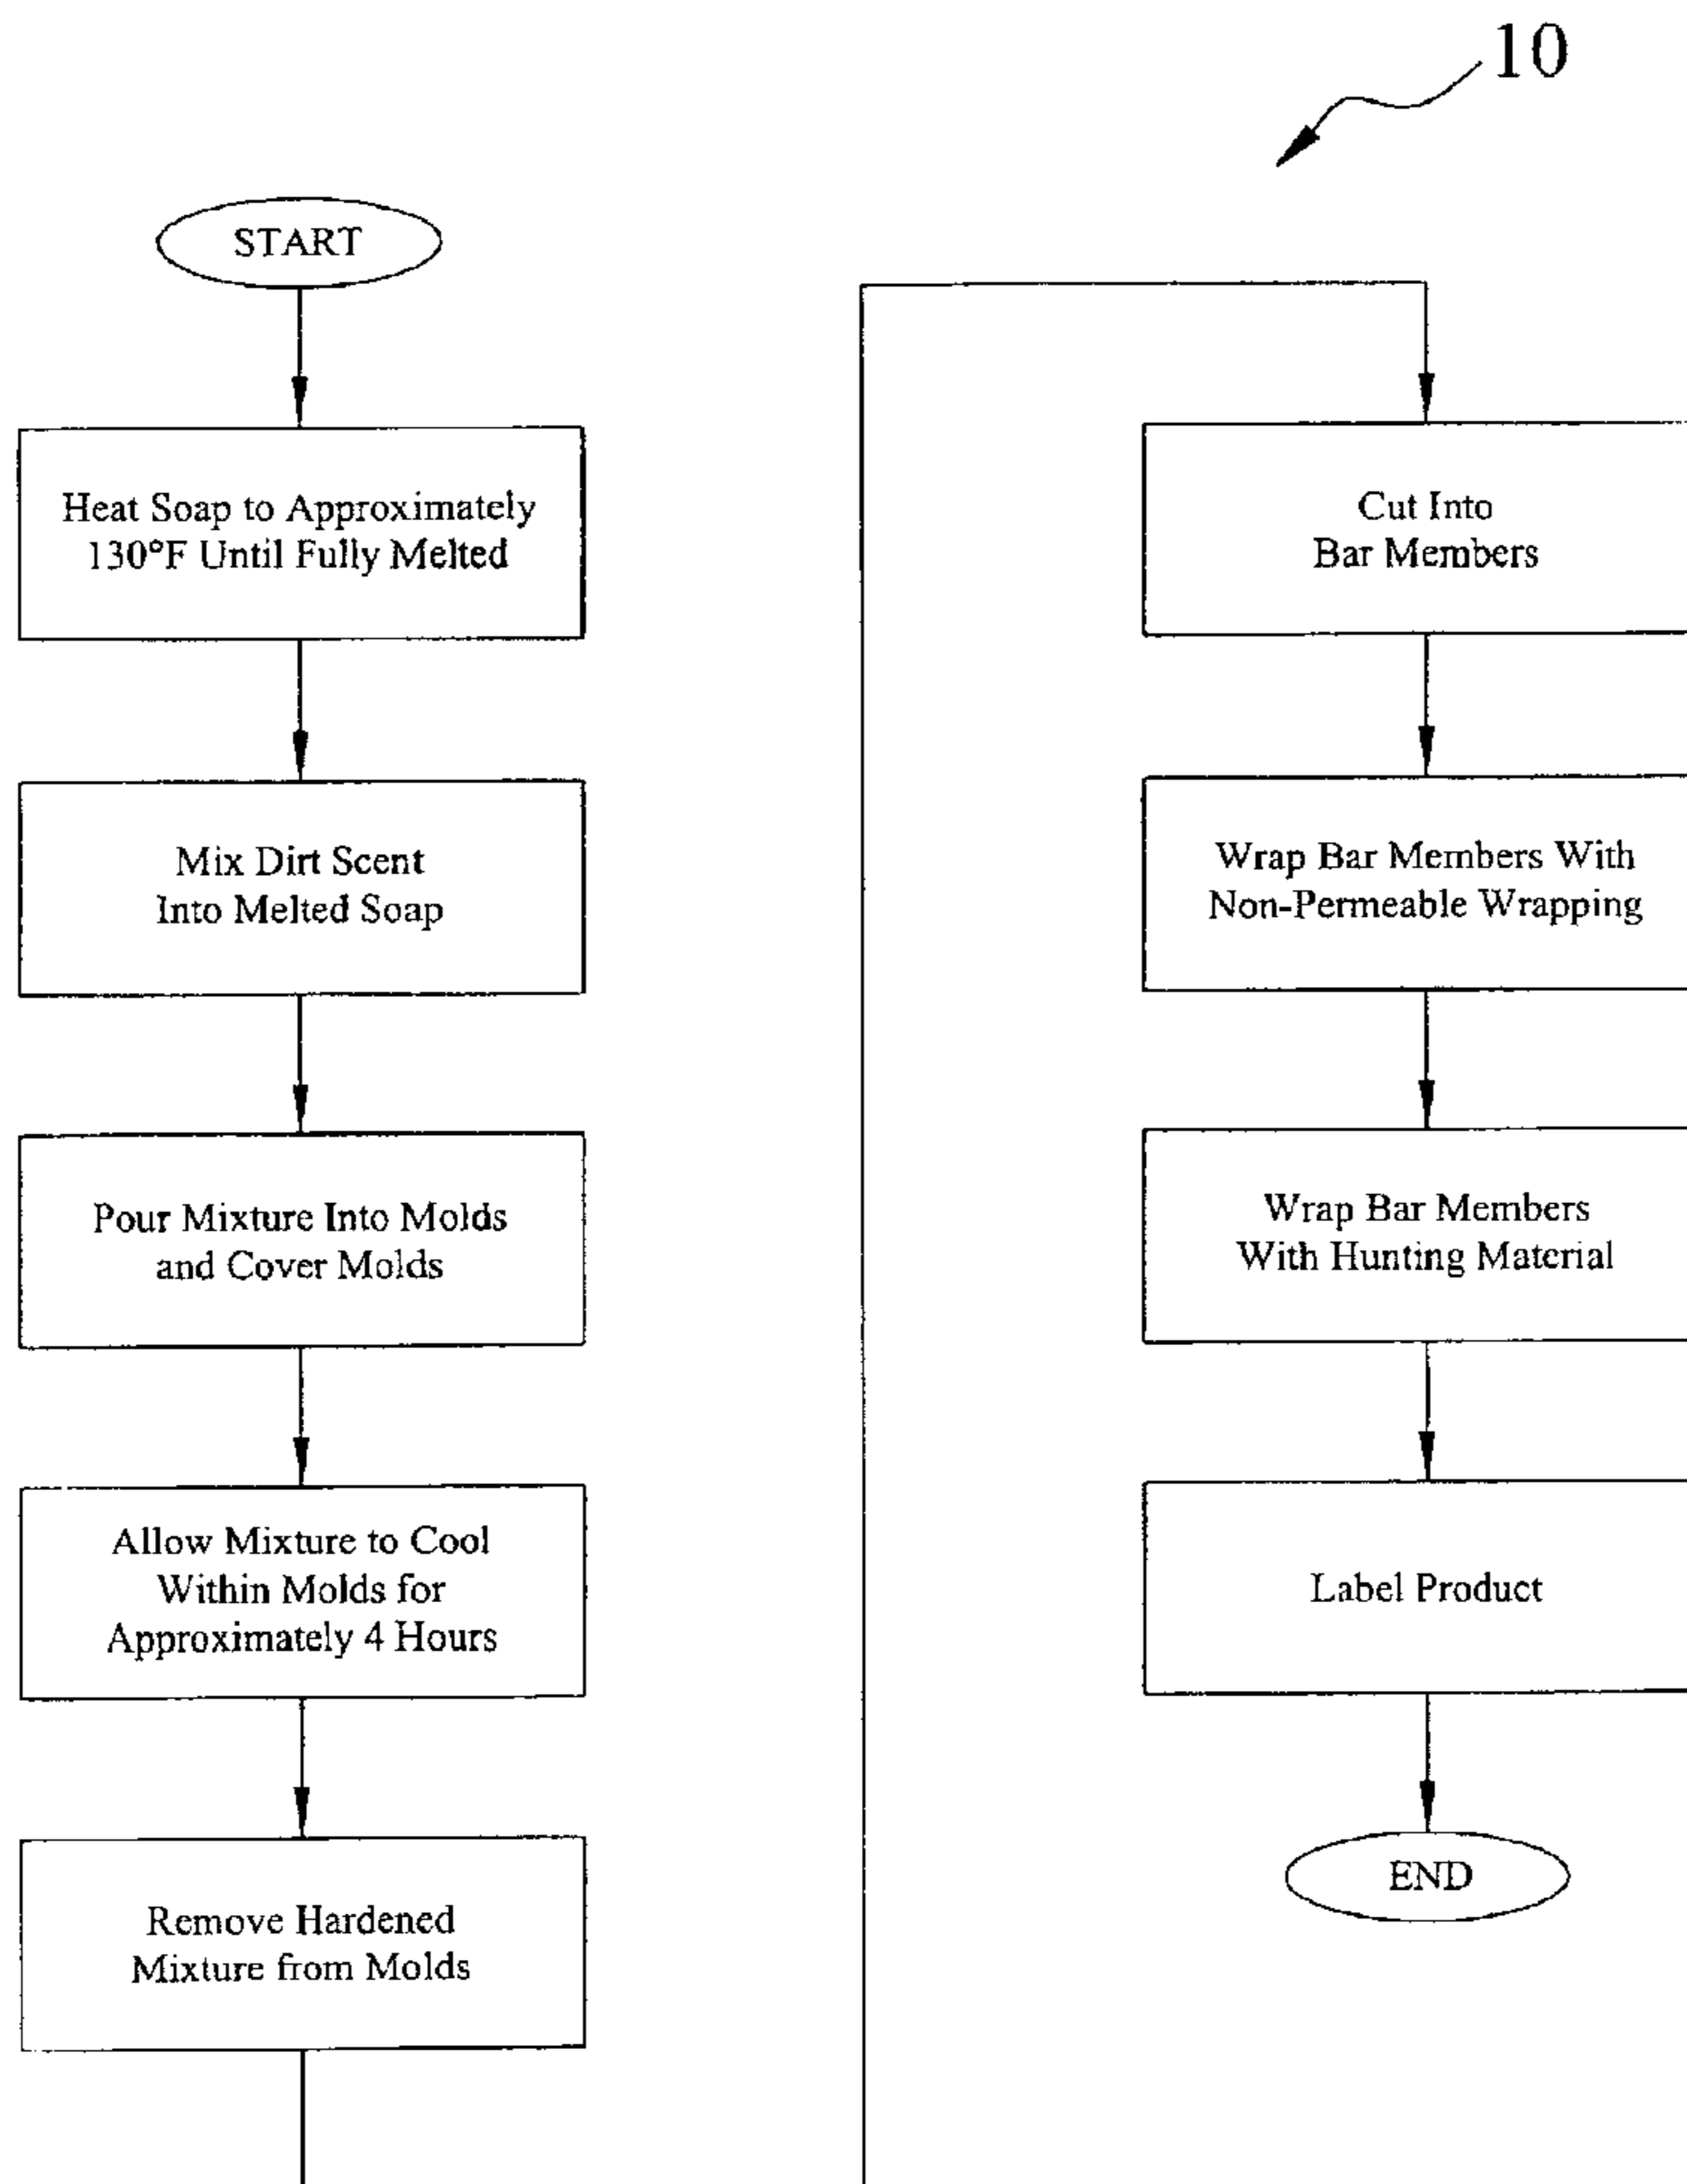 10
START
Heat Soap to Approximately
130°F Until Fully Melted
Mix Dirt Scent
Into Melted Soap
Pour Mixture Into Molds
and Cover Molds
Allow Mixture to Cool
Within Molds for
Approximately 4 Hours
Remove Hardened
Mixture from Molds
Cut Into
Bar Members
Wrap Bar Members With
Non-Permeable Wrapping
Wrap Bar Members
With Hunting Material
Label Product
END